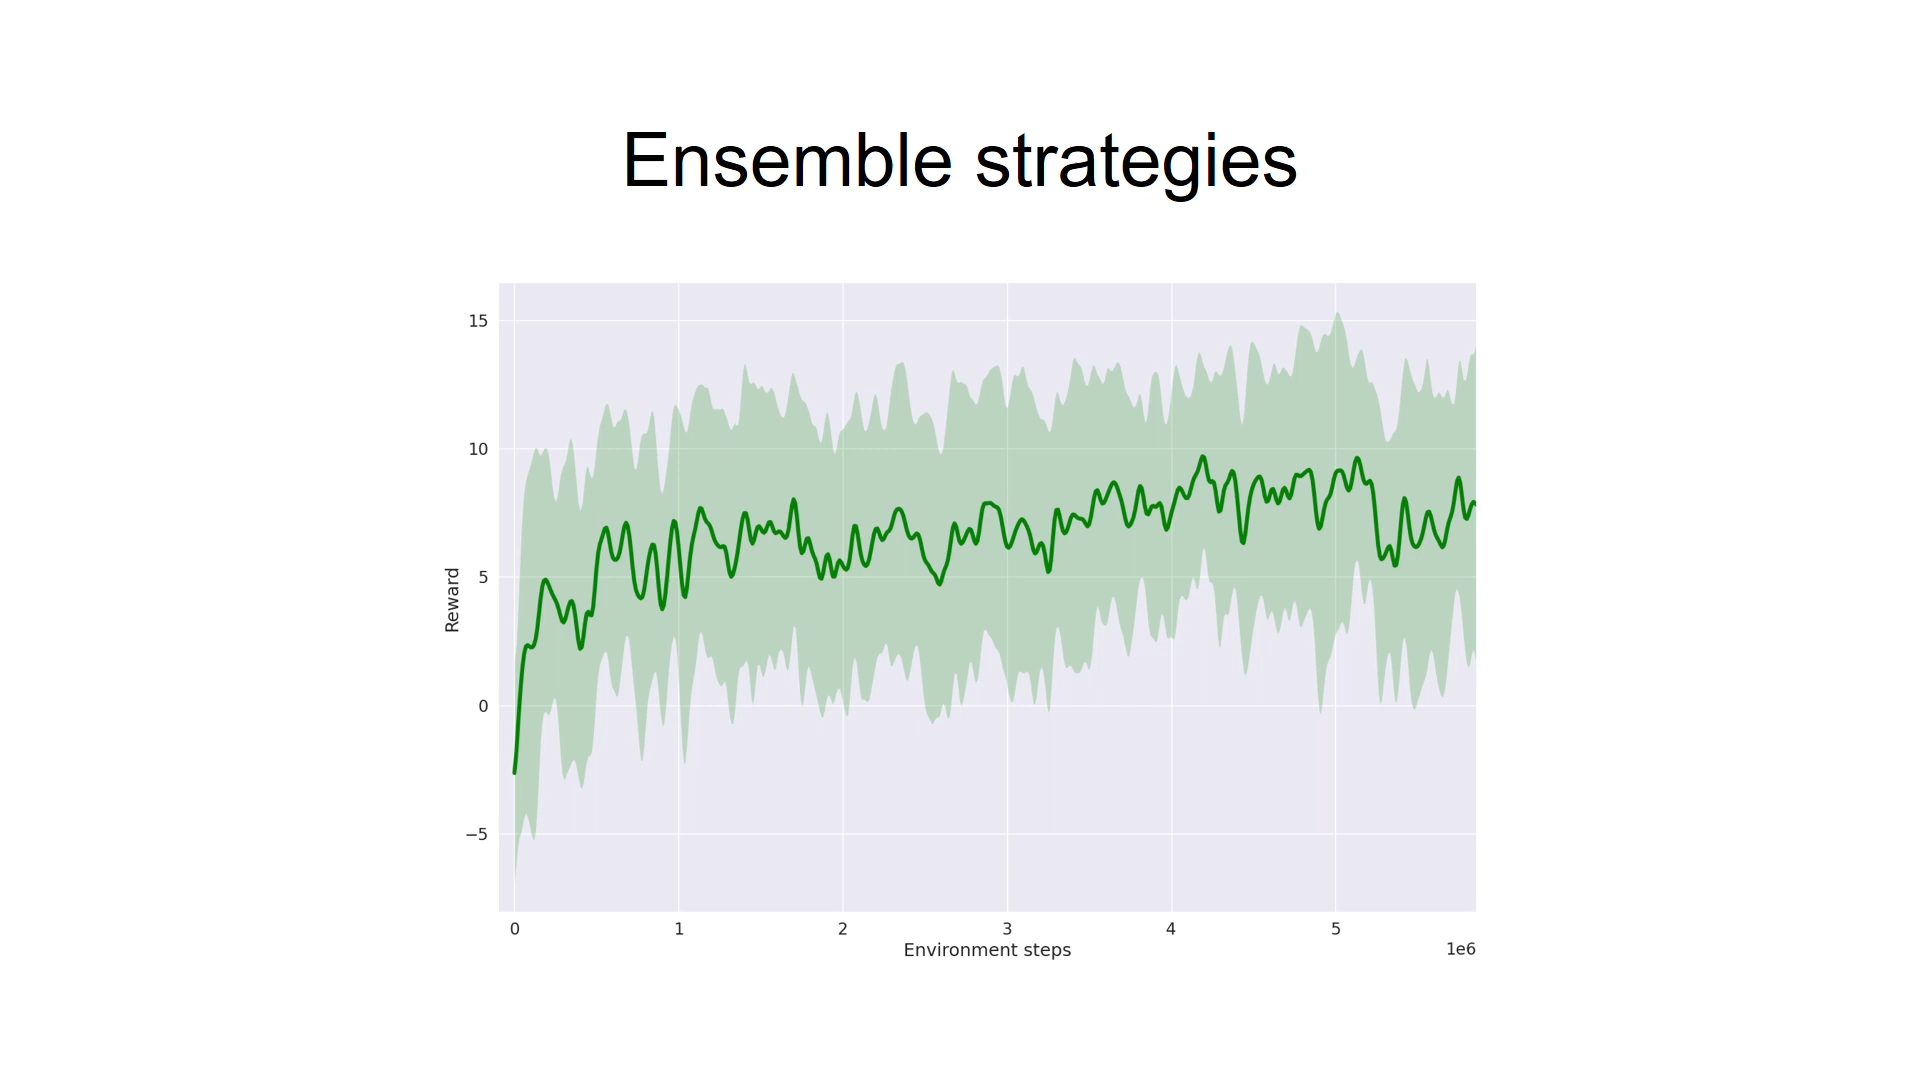 Ensemble strategies
15
10
5
0
−5
Reward
0 1 2 3 4 5
Environment steps
1e6